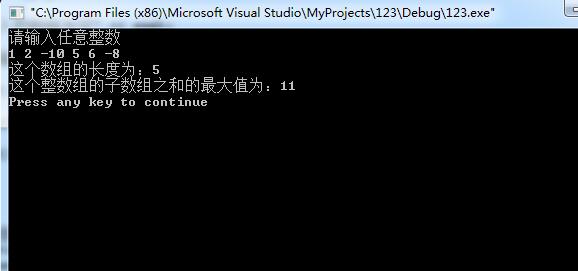 "C:\Program Files (x86)\Microsoft Visual Studio\MyProjects\123\Debug\123.exe"
请输入任意整数
1 2 -10 5 6 -8
这个数组的长度为：5
这个整数组的子数组之和的最大值为：11
Press any key to continue